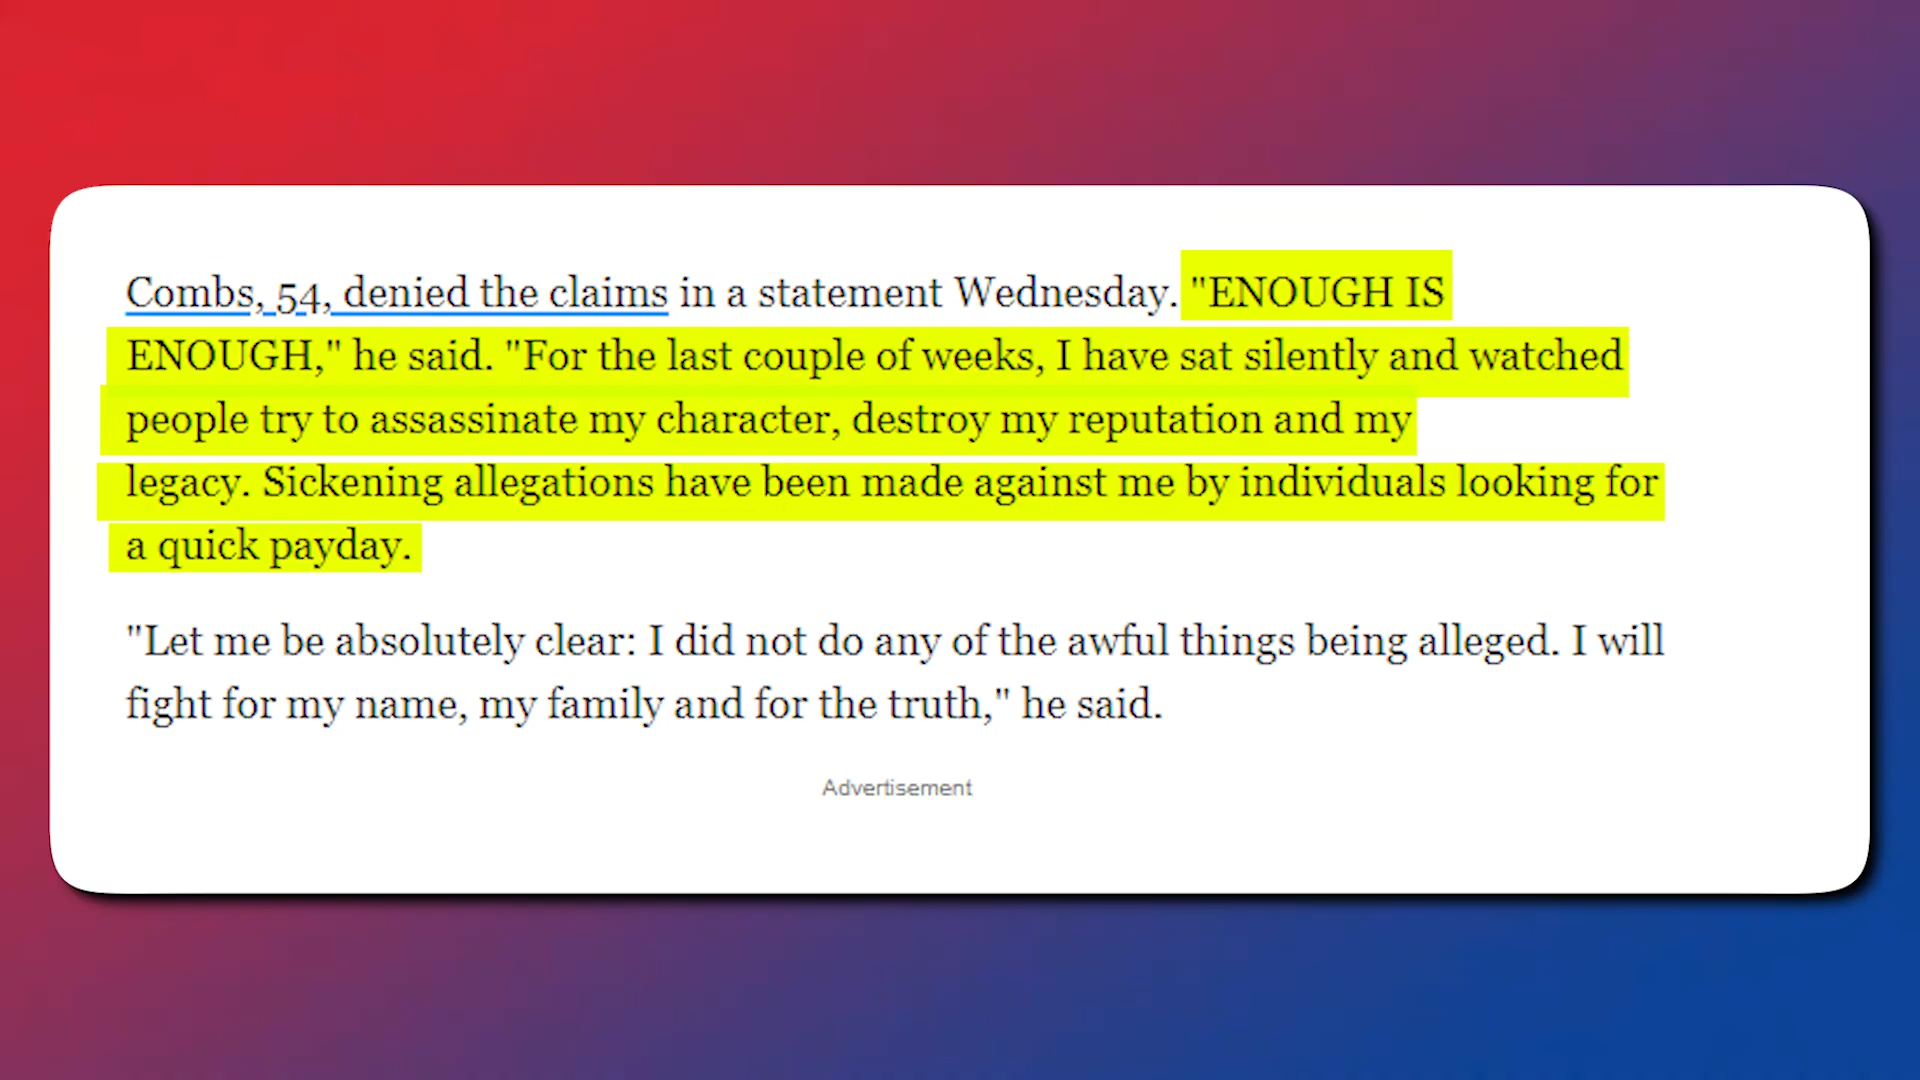 Combs, 54, denied the claims in a statement Wednesday. "ENOUGH IS
ENOUGH," he said. "For the last couple of weeks, I have sat silently and watched
people try to assassinate my character, destroy my reputation and my
legacy. Sickening allegations have been made against me by individuals looking for
a quick payday.
"Let me be absolutely clear: I did not do any of the awful things being alleged. I will
fight for my name, my family and for the truth," he said.
Advertisement